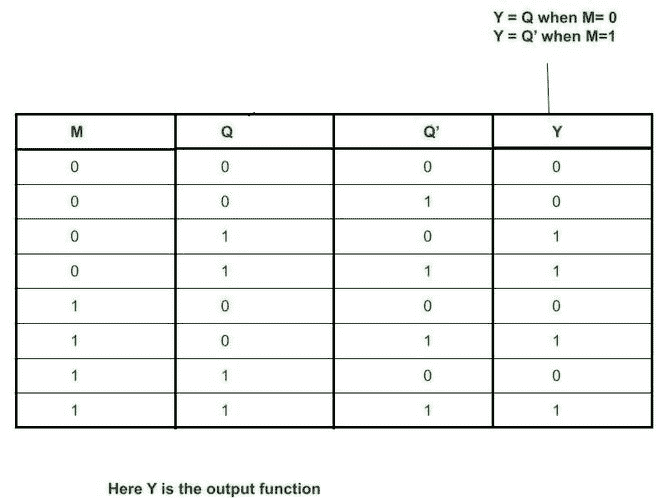 Y = Q when M= 0
Y = Q’ when M=1
M Q Q’ Y
0 0 0 0
0 0 1 0
0 1 0 1
0 1 1 1
1 0 0 0
1 0 1 1
1 1 0 0
1 1 1 1
Here Y is the output function